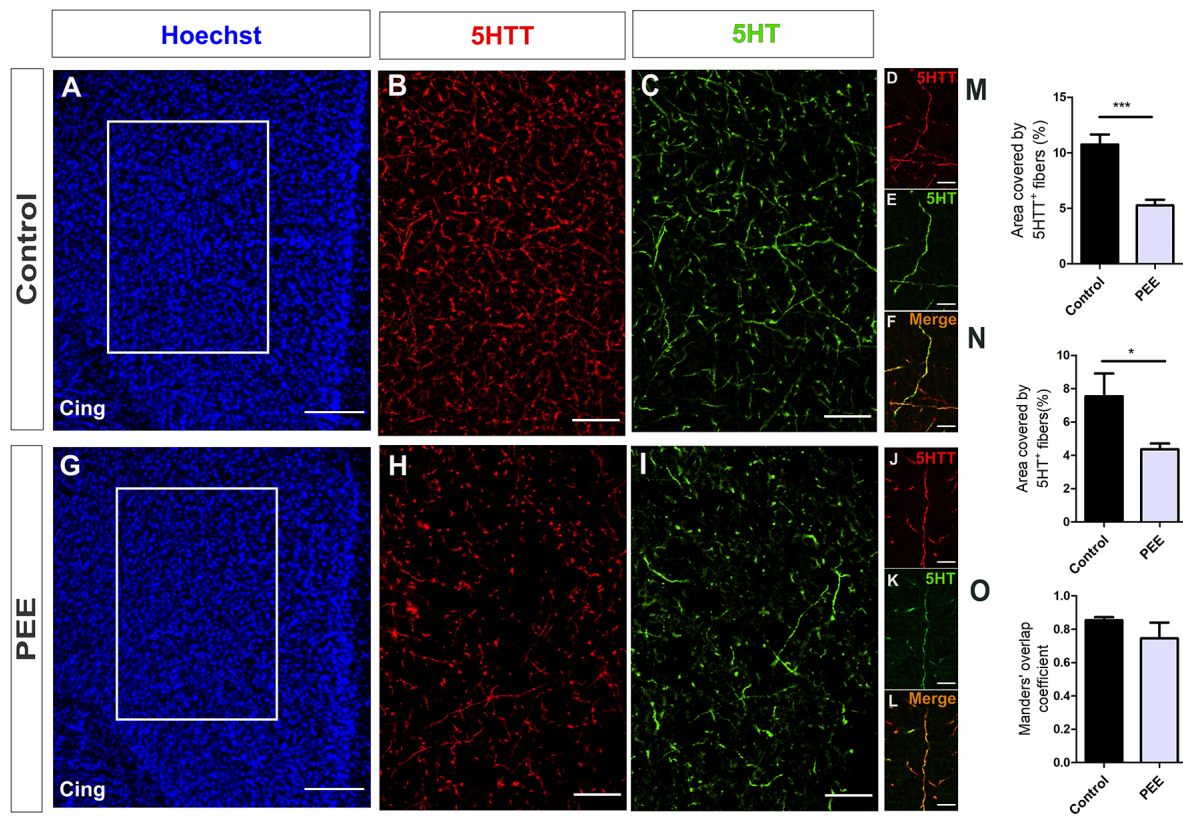 Hoechst
5HTT
5HT
Control
A
Cing
B
C
D
5HTT
E
5HT
F
Merge
PEE
G
Cing
H
I
J
5HTT
K
5HT
L
Merge
M
Area covered by
5HTT⁺ fibers (%)
15
10
5
0
***
Control
PEE
N
Area covered by
5HT⁺ fibers(%)
10
8
6
4
2
0
*
Control
PEE
O
Manders' overlap
coefficient
1.0
0.8
0.6
0.4
0.2
0.0
Control
PEE